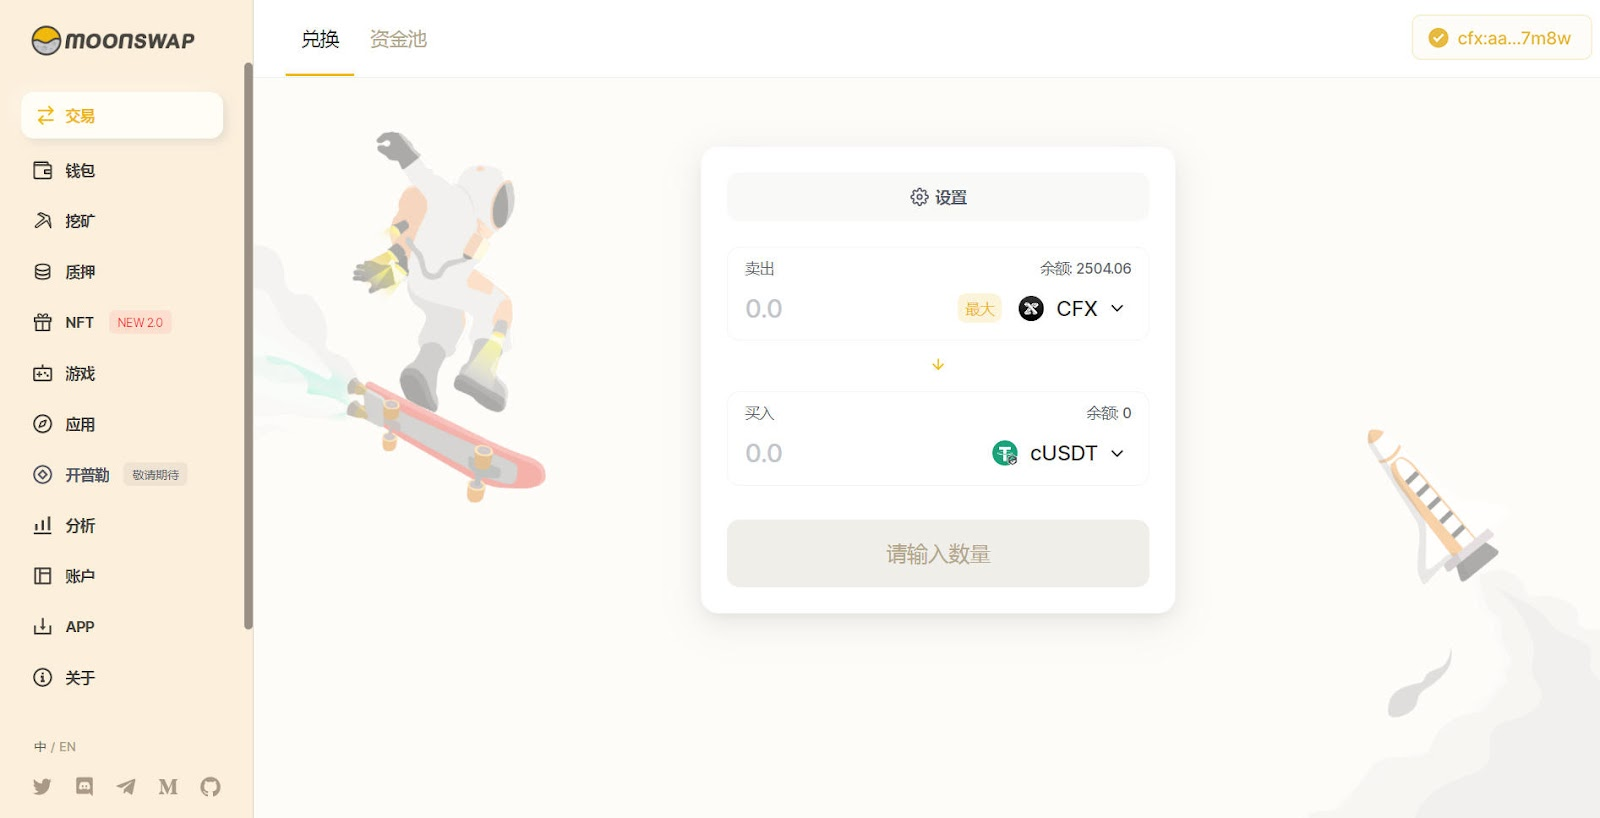 MOONSWAP
兑换
资金池
cfx:aa...7m8w
交易
钱包
挖矿
质押
NFT NEW 2.0
游戏
应用
开普勒 敬请期待
分析
账户
APP
关于
中 / EN
设置
卖出 余额: 2504.06
0.0 最大 CFX
买入 余额: 0
0.0 cUSDT
请输入数量